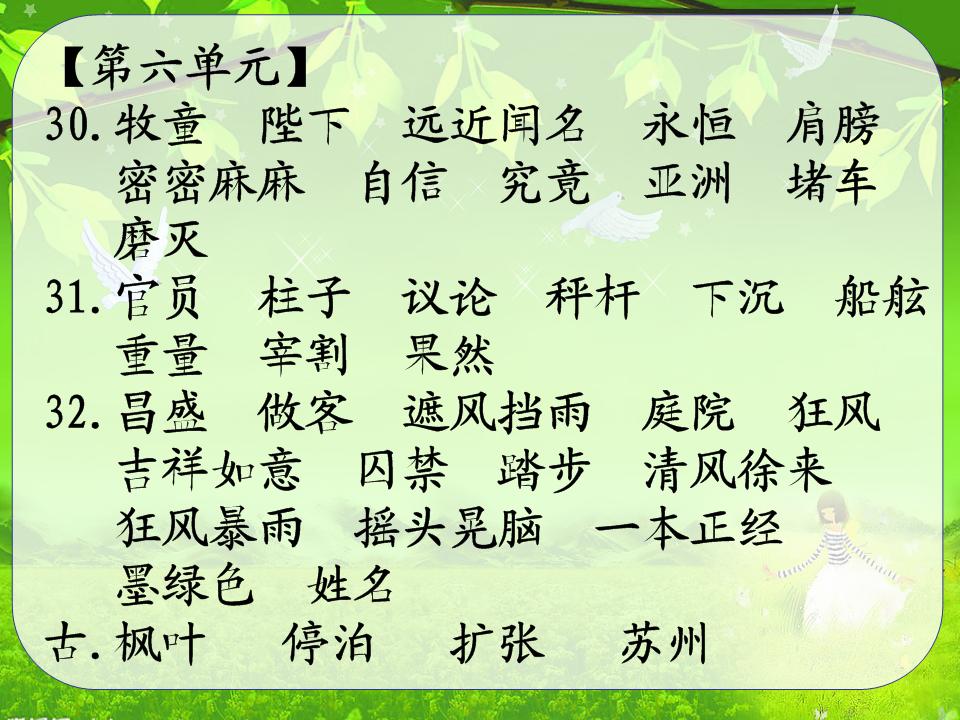 【第六单元】
30.牧童 陛下 远近闻名 永恒 肩膀
密密麻麻 自信 究竟 亚洲 堵车
磨灭
31.官员 柱子 议论 秤杆 下沉 船舷
重量 宰割 果然
32.昌盛 做客 遮风挡雨 庭院 狂风
吉祥如意 囚禁 踏步 清风徐来
狂风暴雨 摇头晃脑 一本正经
墨绿色 姓名
古.枫叶 停泊 扩张 苏州